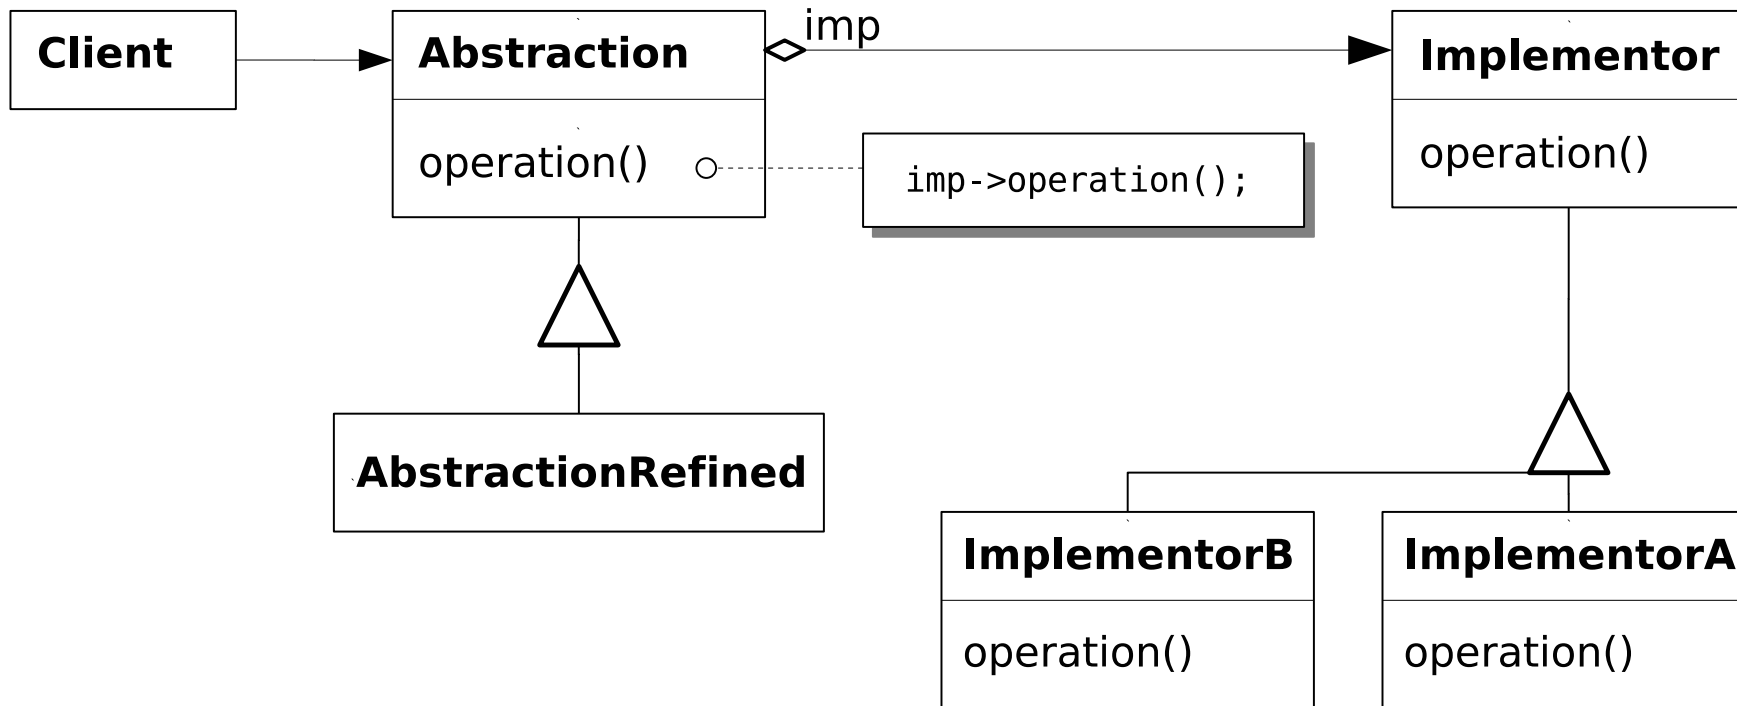 Client
Abstraction
imp
Implementor
operation()
imp->operation();
operation()
AbstractionRefined
ImplementorB
ImplementorA
operation()
operation()